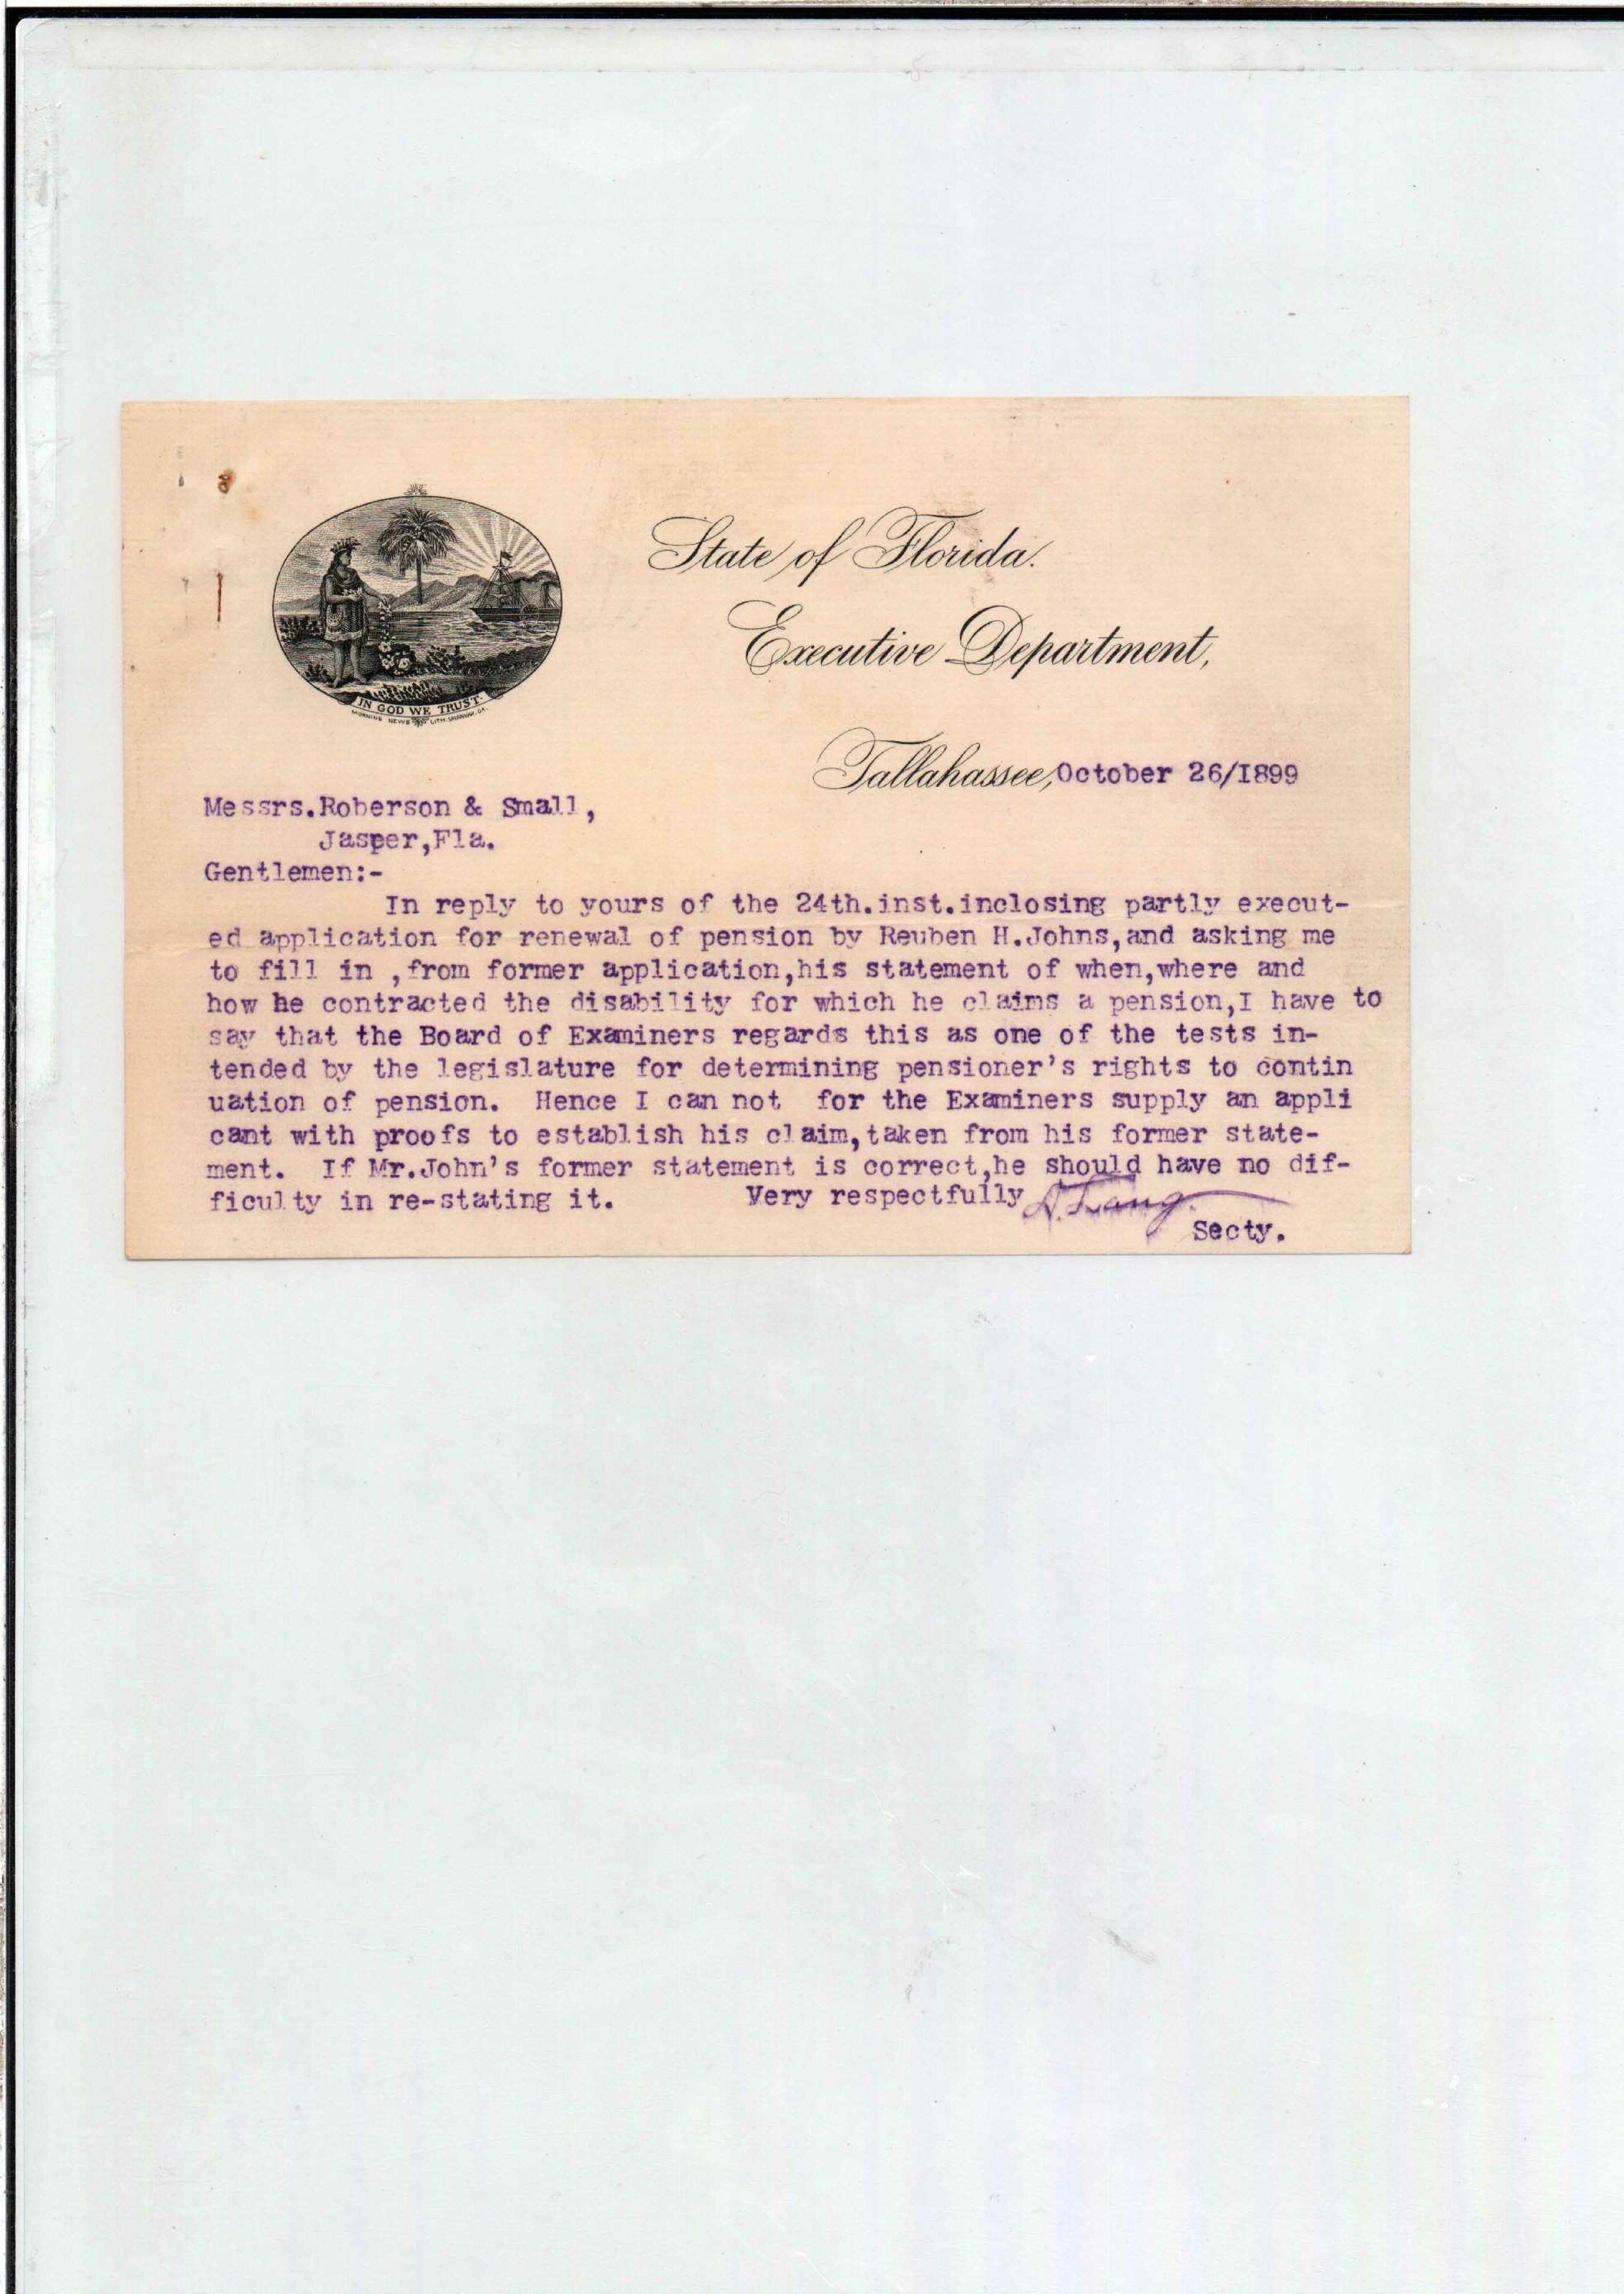 IN GOD WE TRUST.
MORNING NEWS LITH. SAVANNAH, GA.
State of Florida.
Executive Department,
Tallahassee, October 26/I899
Messrs.Roberson & Small,
Jasper,Fla.
Gentlemen:-
In reply to yours of the 24th.inst.inclosing partly execut-
ed application for renewal of pension by Reuben H.Johns,and asking me
to fill in ,from former application,his statement of when,where and
how he contracted the disability for which he claims a pension,I have to
say that the Board of Examiners regards this as one of the tests in-
tended by the legislature for determining pensioner's rights to contin
uation of pension. Hence I can not for the Examiners supply an appli
cant with proofs to establish his claim,taken from his former state-
ment. If Mr.John's former statement is correct,he should have no dif-
ficulty in re-stating it. Very respectfully D. Lang.
Secty.